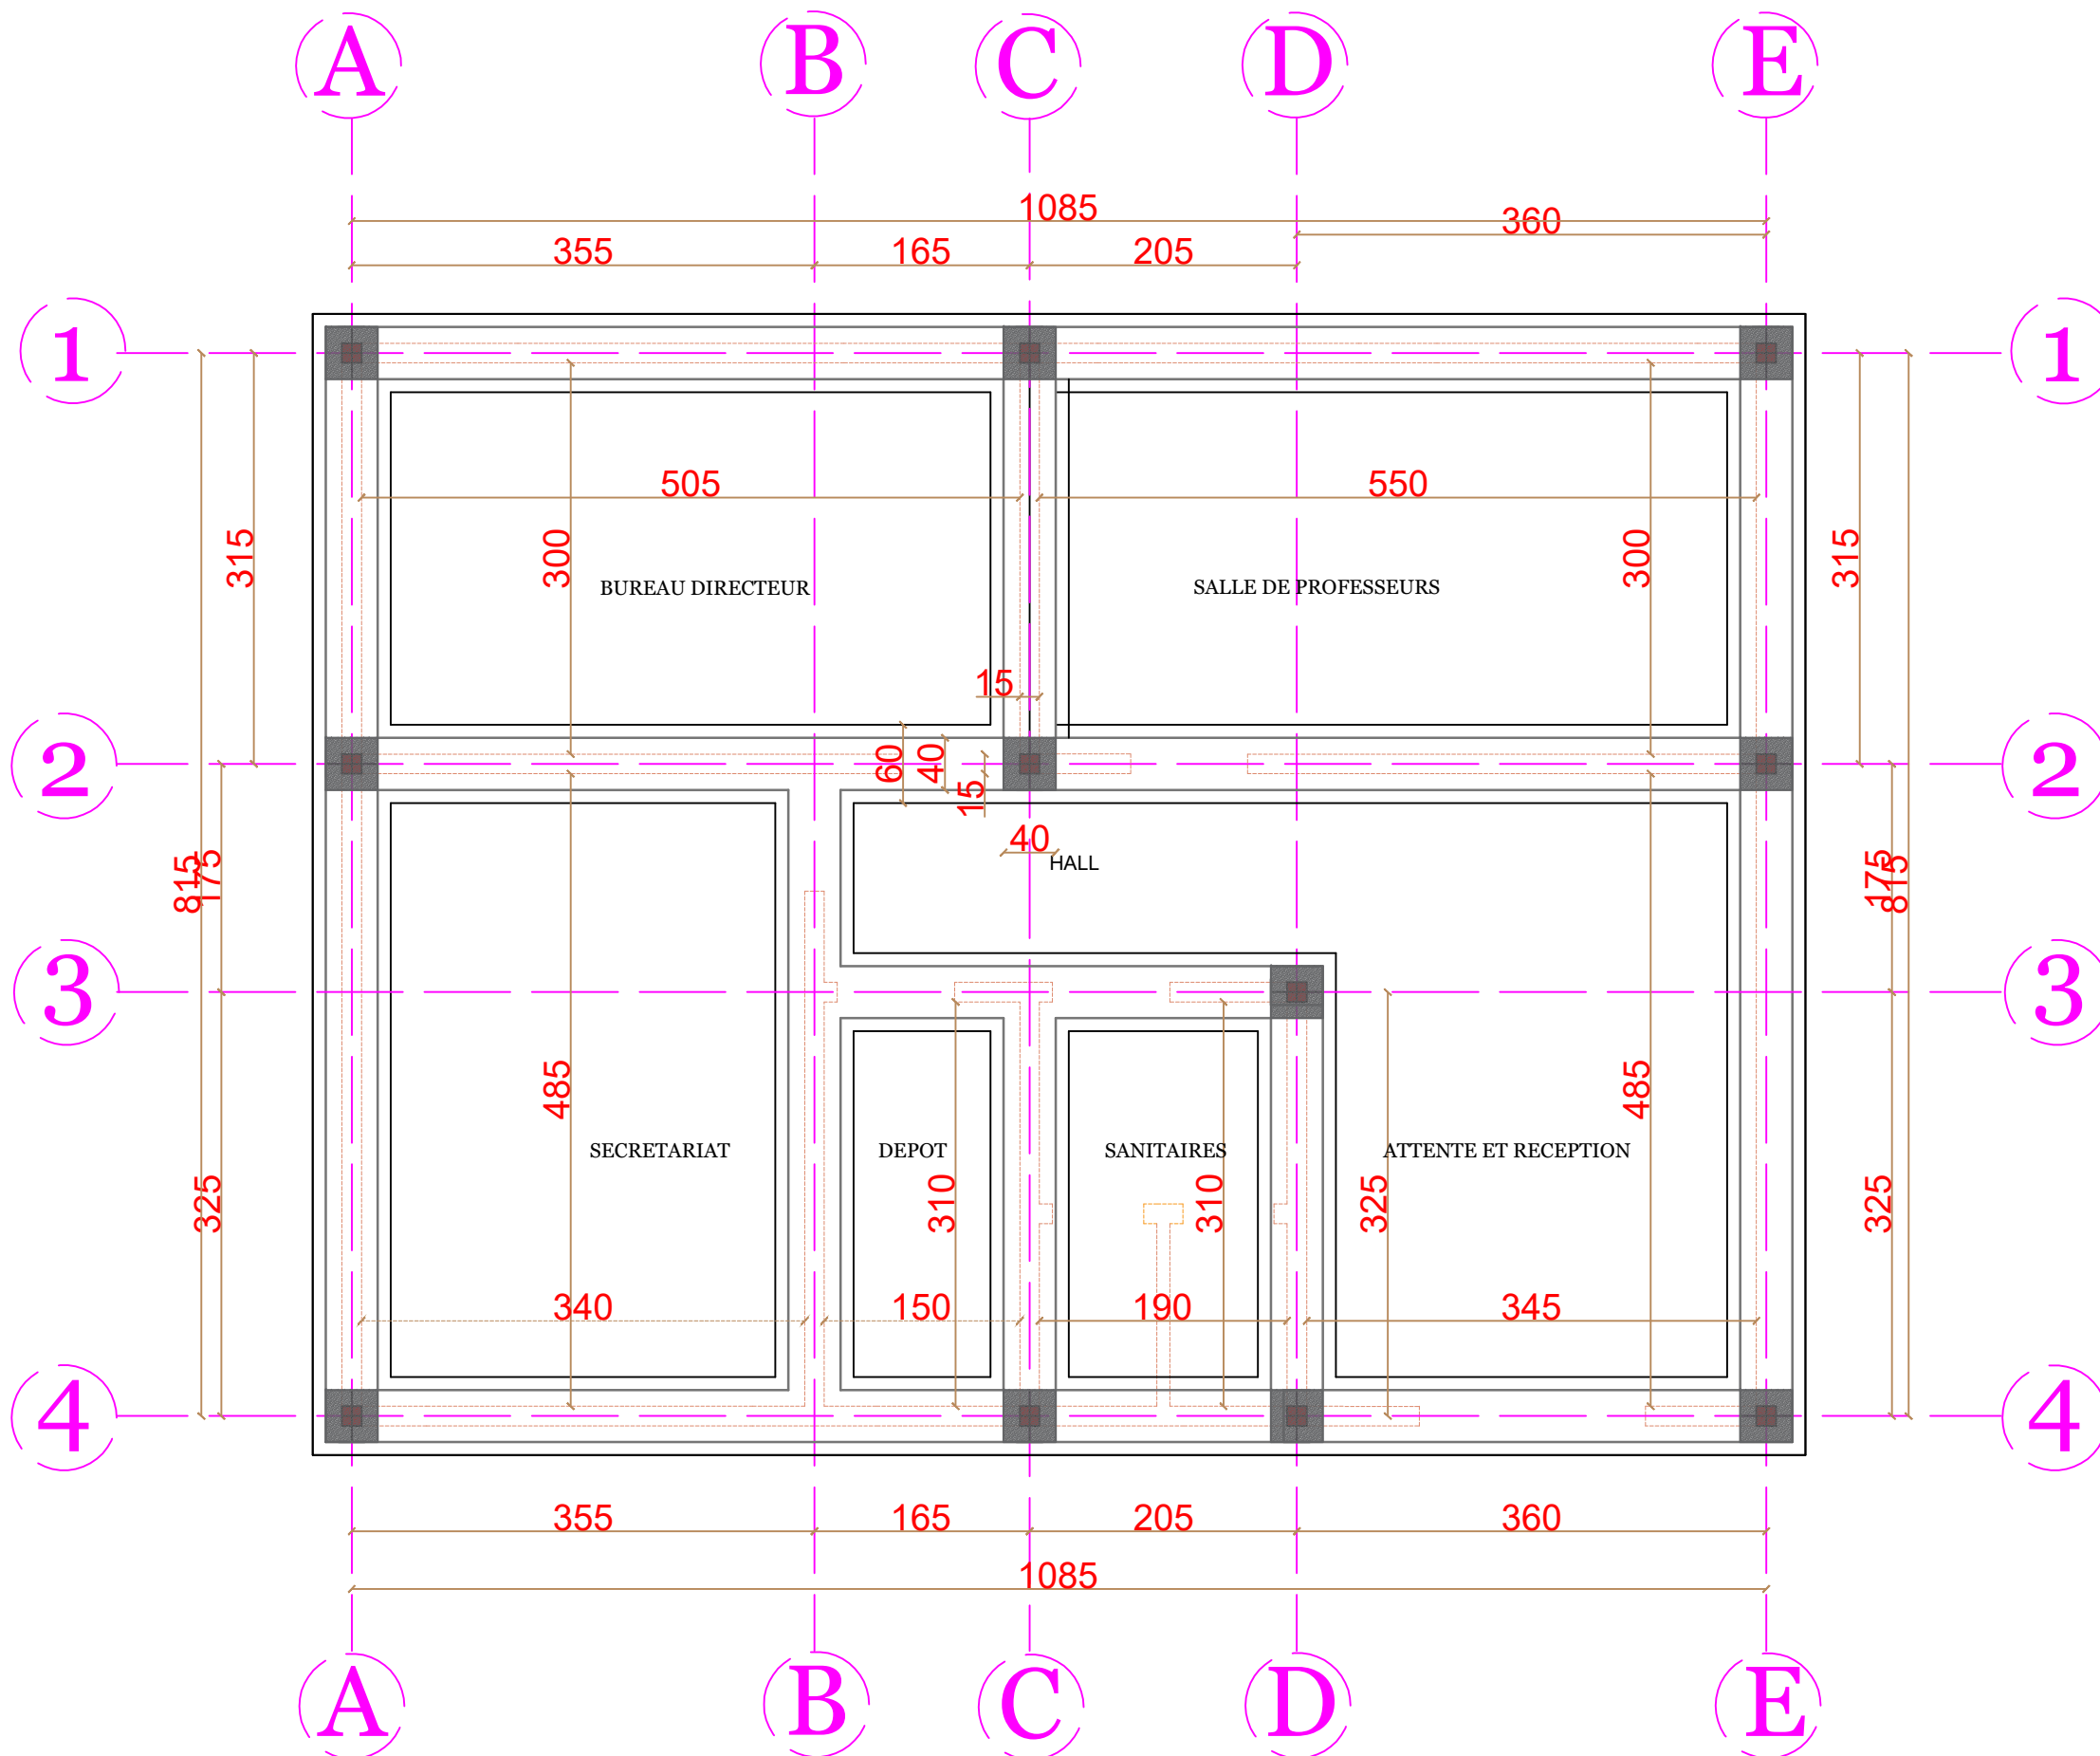 A B C D E
1085
360
355 165 205
1 1
505 550
315 300 300 315
BUREAU DIRECTEUR SALLE DE PROFESSEURS
15
2 60 40 2
15
40
HALL
815 175 175 815
3 3
485 485
SECRETARIAT DEPOT SANITAIRES ATTENTE ET RECEPTION
325 310 310 325 325
340 150 190 345
4 4
355 165 205 360
1085
A B C D E